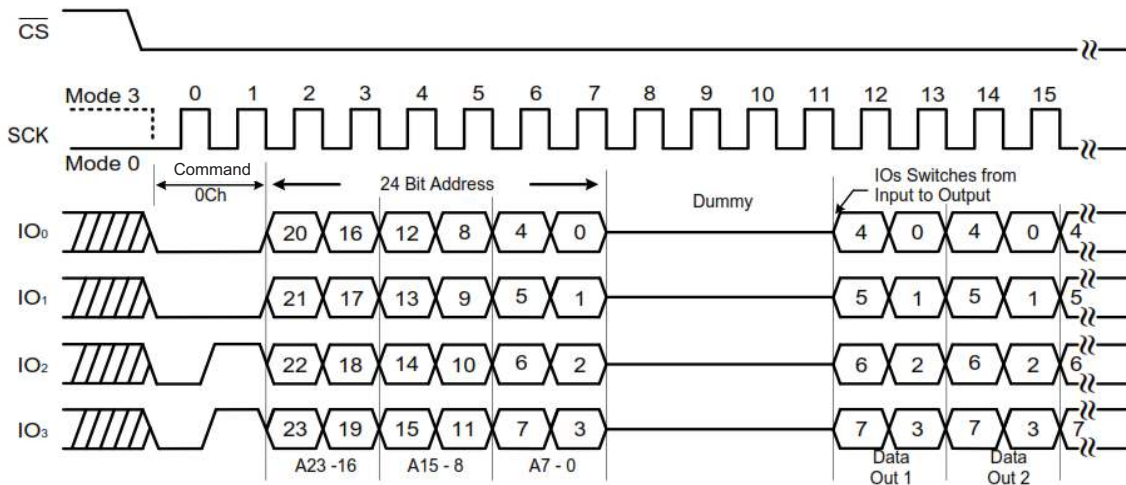 CS
Mode 3
0 1 2 3 4 5 6 7 8 9 10 11 12 13 14 15
SCK
Mode 0
Command
0Ch
24 Bit Address
Dummy
IOs Switches from
Input to Output
IO0 20 16 12 8 4 0 4 0 4 0 4
IO1 21 17 13 9 5 1 5 1 5 1 5
IO2 22 18 14 10 6 2 6 2 6 2 6
IO3 23 19 15 11 7 3 7 3 7 3 7
A23 -16 A15 - 8 A7 - 0
Data
Out 1
Data
Out 2